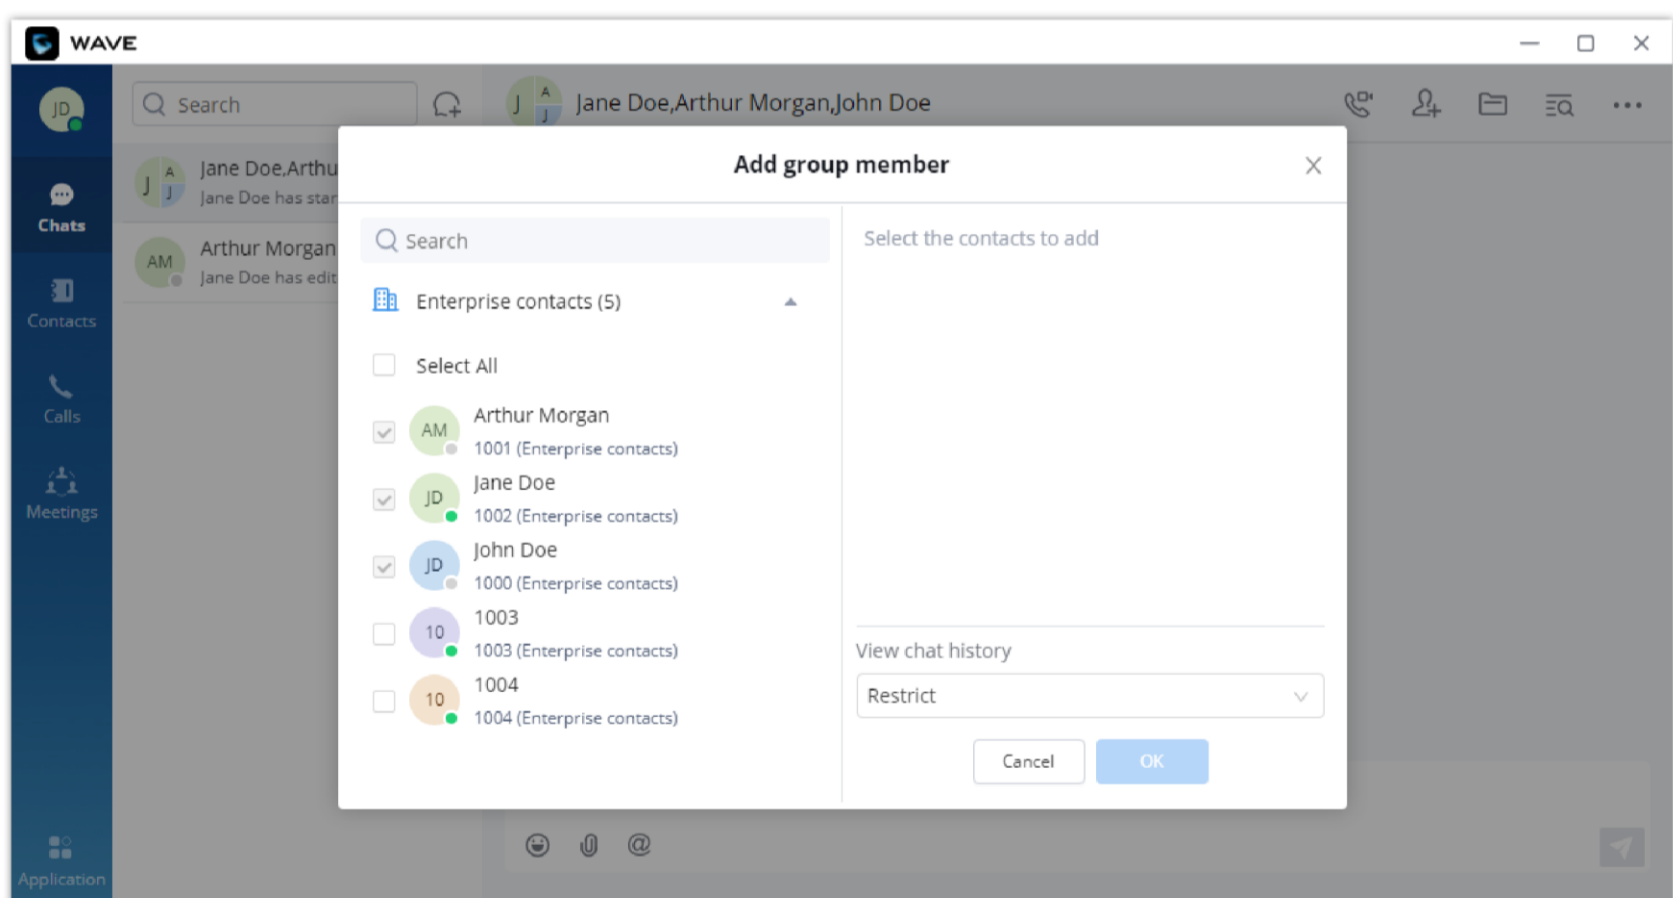 WAVE
JD
Search
J A J
Jane Doe,Arthur Morgan,John Doe
Chats
Contacts
Calls
Meetings
Application
J A J
Jane Doe,Arthu
Jane Doe has star
AM
Arthur Morgan
Jane Doe has edit
Add group member
Search
Enterprise contacts (5)
Select All
AM
Arthur Morgan
1001 (Enterprise contacts)
JD
Jane Doe
1002 (Enterprise contacts)
JD
John Doe
1000 (Enterprise contacts)
10
1003
1003 (Enterprise contacts)
10
1004
1004 (Enterprise contacts)
Select the contacts to add
View chat history
Restrict
Cancel
OK
@